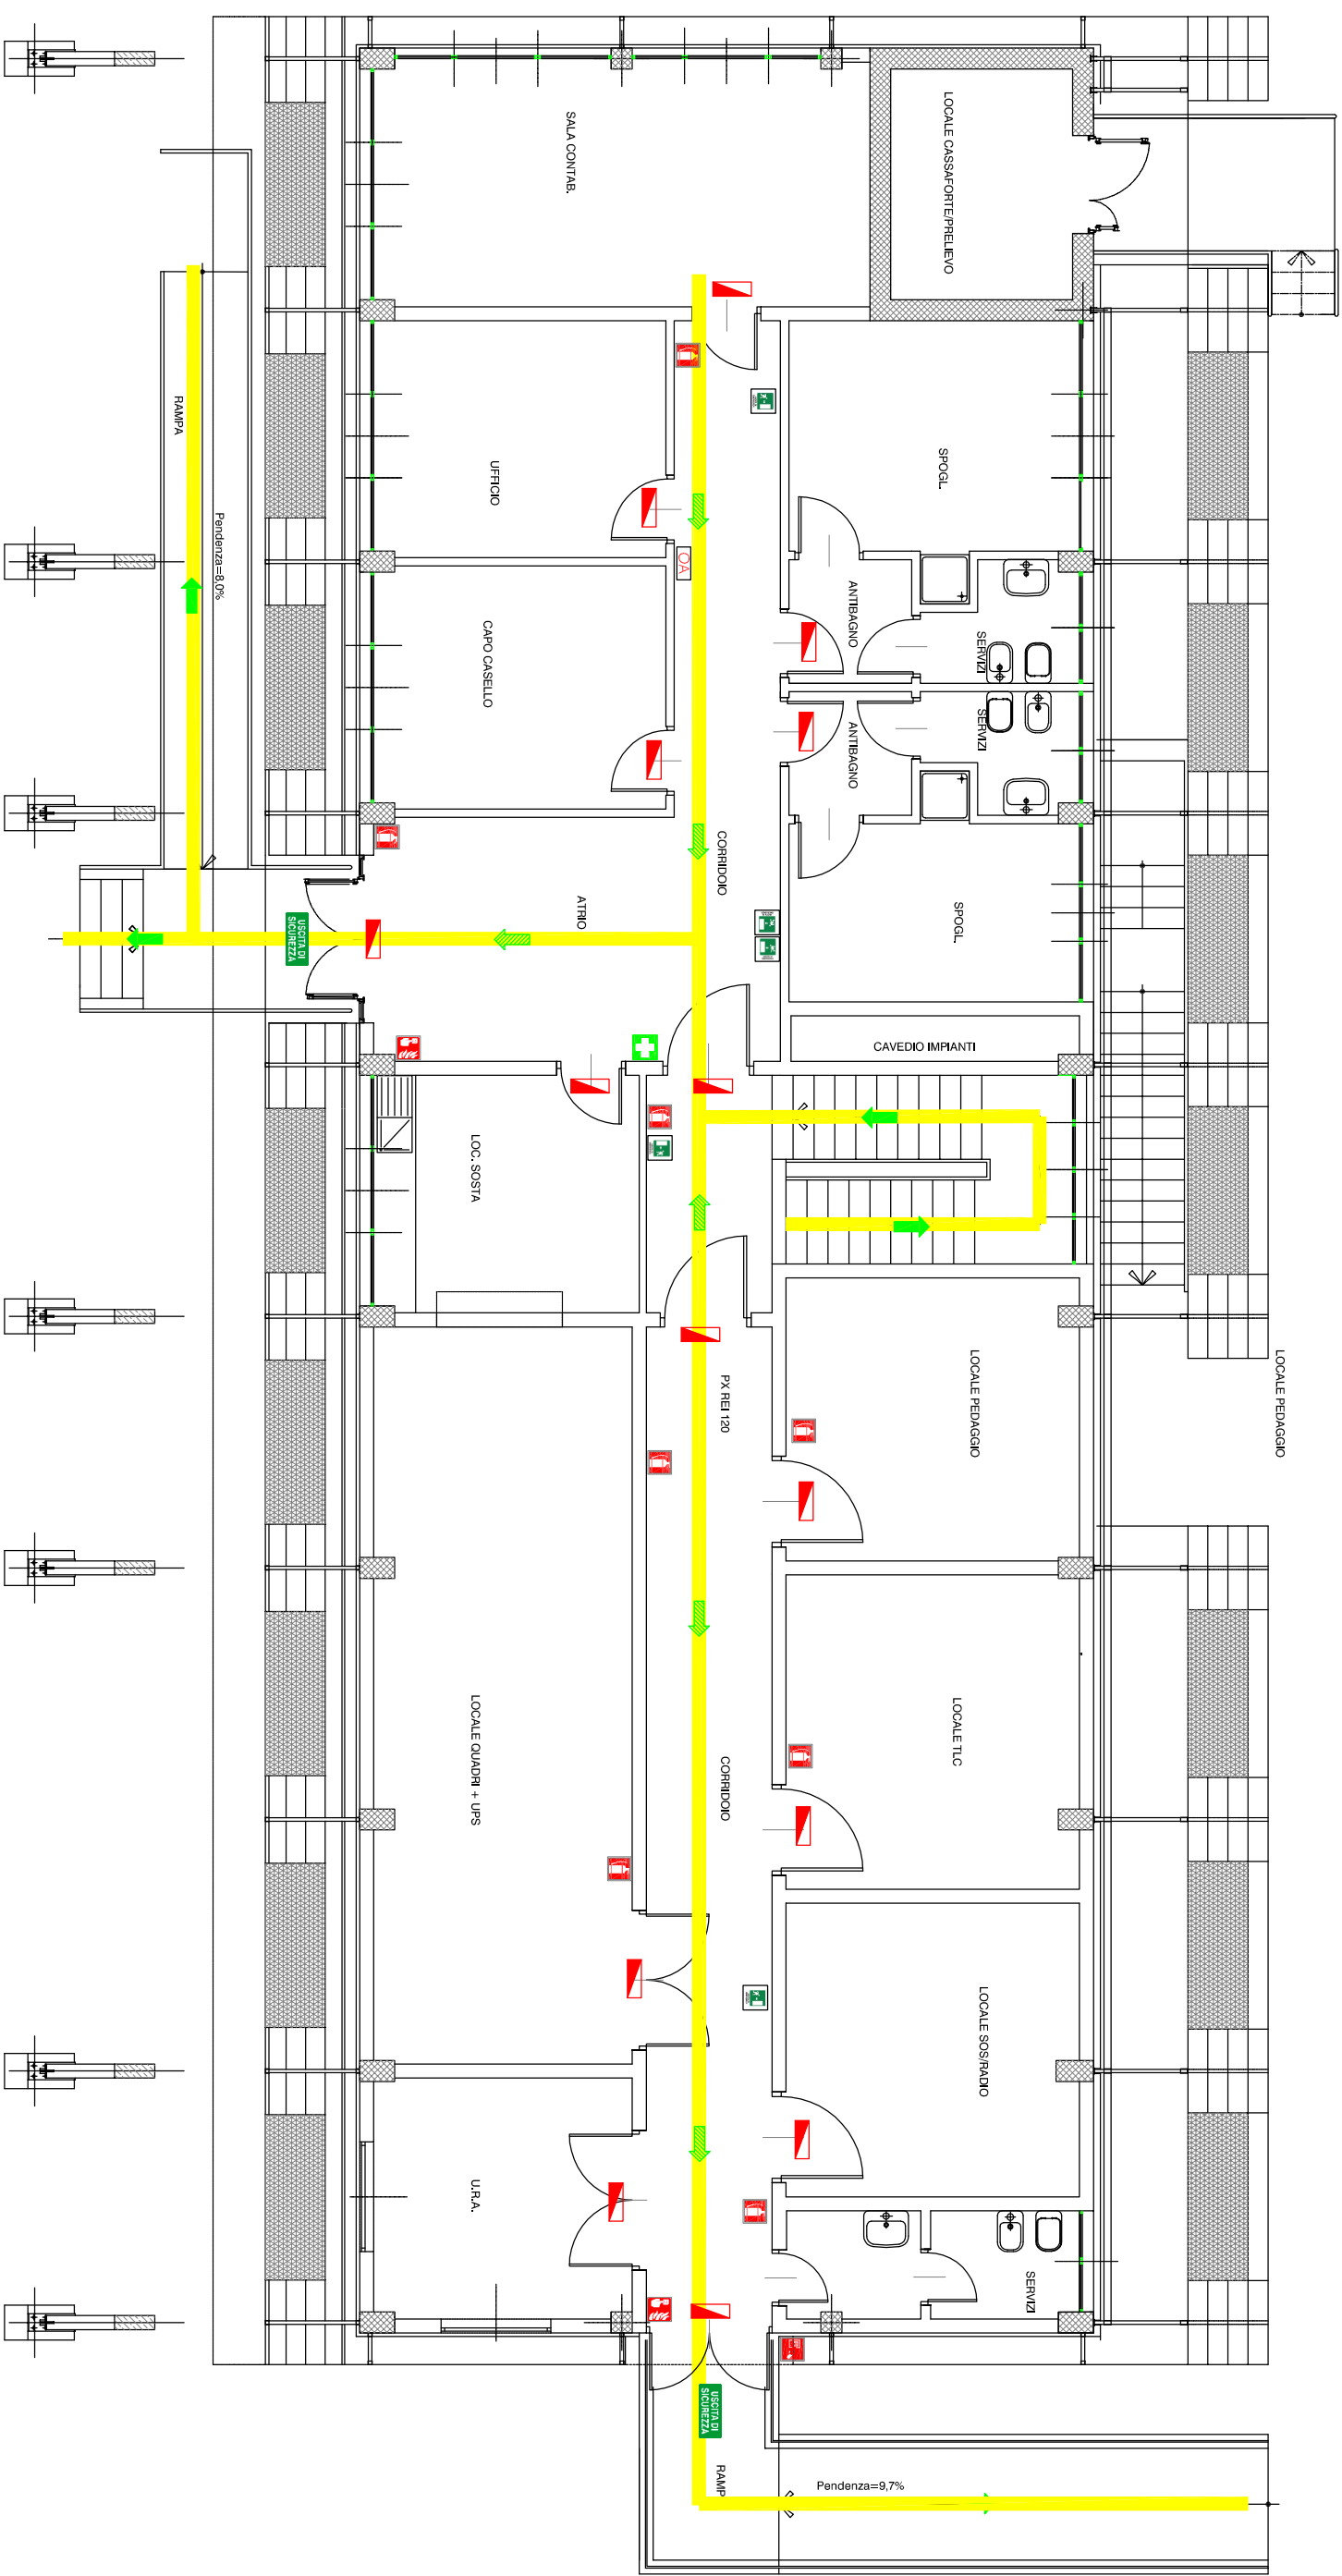 LOCALE CASSAFORTE/PRELIEVO
SALA CONTAB.
RAMPA
Pendenza=8,0%
UFFICIO
SPOGL.
OA
CAPO CASELLO
ANTIBAGNO
SERVIZI
ANTIBAGNO
SERVIZI
CORRIDOIO
SPOGL.
ATRIO
USCITA DI
SICUREZZA
CAVEDIO IMPIANTI
LOC. SOSTA
PX REI 120
LOCALE PEDAGGIO
LOCALE PEDAGGIO
LOCALE QUADRI + UPS
CORRIDOIO
LOCALE TLC
LOCALE SOS/RADIO
U.R.A.
SERVIZI
USCITA DI
SICUREZZA
RAMP
Pendenza=9,7%